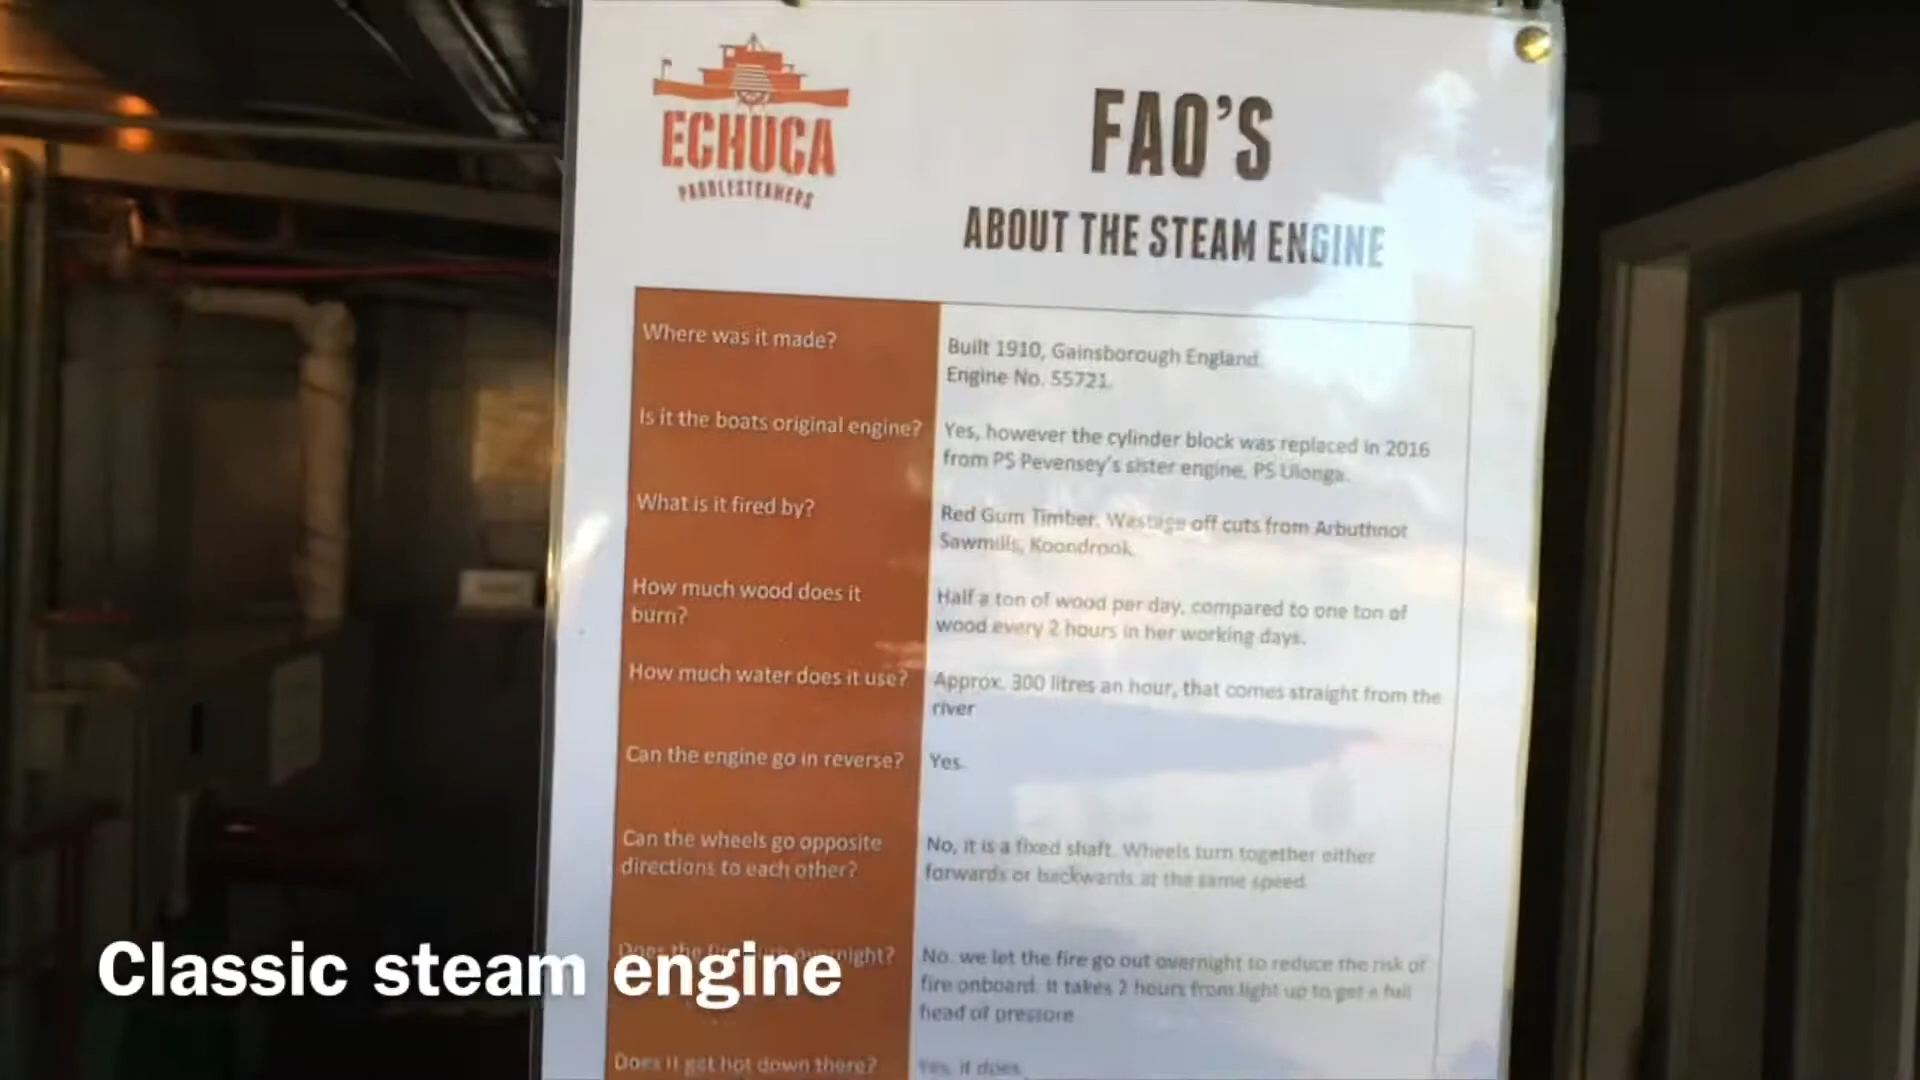 ECHUCA
PADDLESTEAMERS
FAQ'S
ABOUT THE STEAM ENGINE
Where was it made?
Built 1910, Gainsborough England.
Engine No. 55721.
Is it the boats original engine?
Yes, however the cylinder block was replaced in 2016
from PS Pevensey's sister engine, PS Ulonga.
What is it fired by?
Red Gum Timber. Wastage off cuts from Arbuthnot
Sawmills, Koondrook.
How much wood does it
burn?
Half a ton of wood per day, compared to one ton of
wood every 2 hours in her working days.
How much water does it use?
Approx. 300 litres an hour, that comes straight from the
river
Can the engine go in reverse?
Yes.
Can the wheels go opposite
directions to each other?
No, it is a fixed shaft. Wheels turn together either
forwards or backwards at the same speed
Does the overnight?
No, we let the fire go out overnight to reduce the risk of
fire onboard. It takes 2 hours from light up to get a full
head of pressure
Does it get hot down there?
Yes, it does.
Classic steam engine